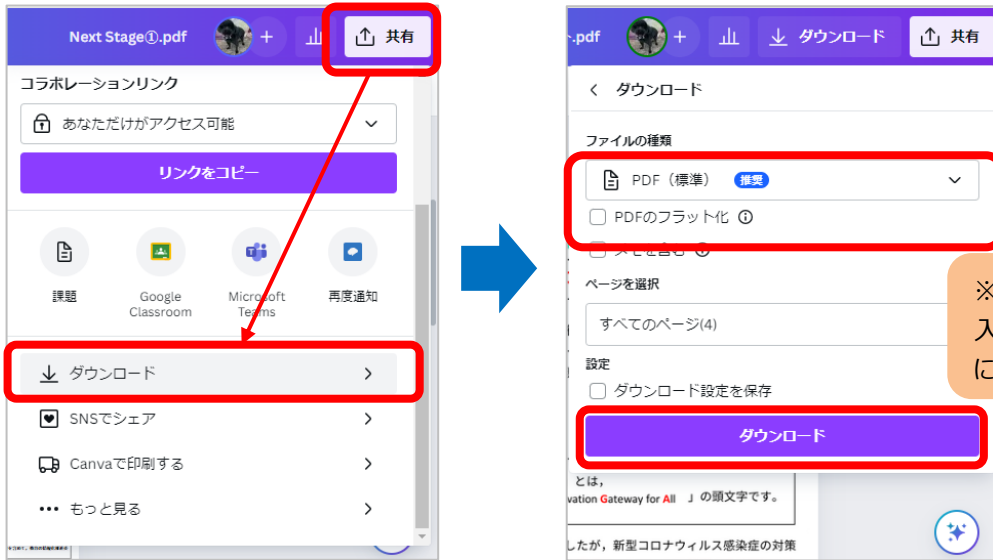 Next Stage①.pdf
共有
コラボレーションリンク
あなただけがアクセス可能
リンクをコピー
課題
Google Classroom
Microsoft Teams
再度通知
ダウンロード
SNSでシェア
Canvaで印刷する
もっと見る
.pdf
ダウンロード
共有
ダウンロード
ファイルの種類
PDF（標準） 推奨
PDFのフラット化
メモを含む
ページを選択
すべてのページ(4)
設定
ダウンロード設定を保存
ダウンロード
※
入
に
とは，
vation Gateway for All 」の頭文字です。
したが，新型コロナウィルス感染症の対策